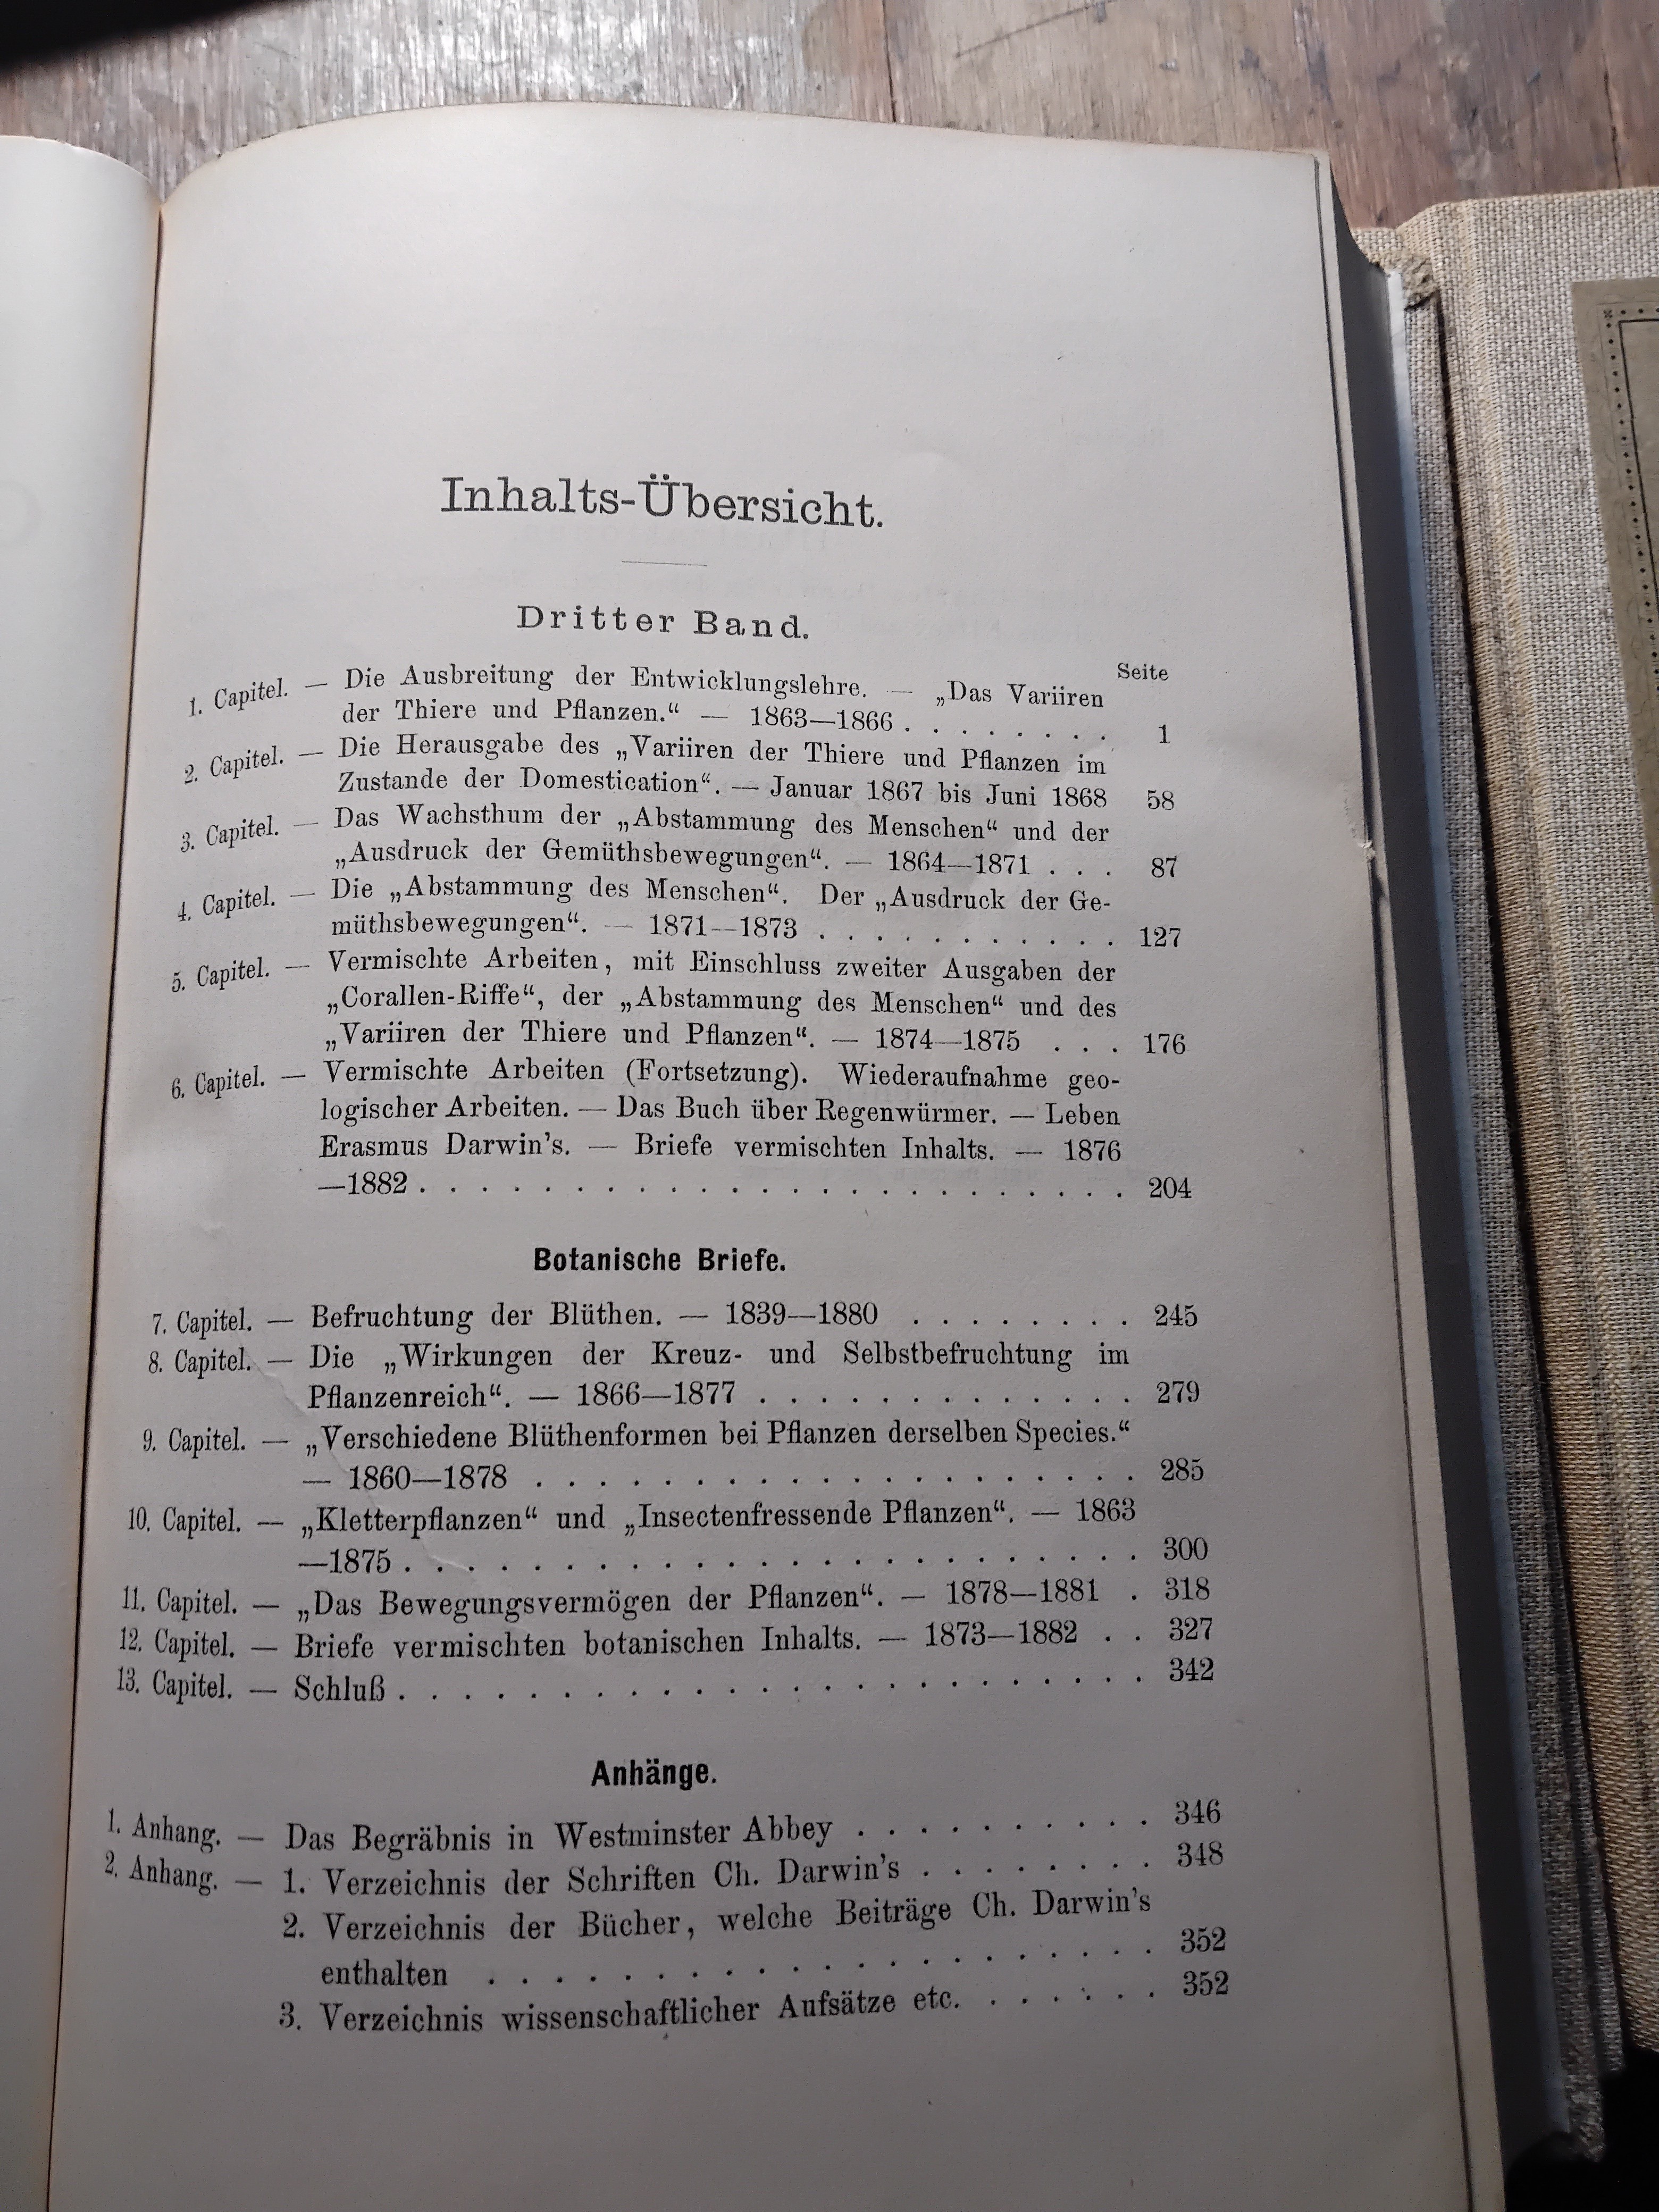 Inhalts-Übersicht.
Dritter Band.
Seite
1. Capitel. — Die Ausbreitung der Entwicklungslehre. — „Das Variiren
der Thiere und Pflanzen.“ — 1863—1866 . . . . . . . . 1
2. Capitel. — Die Herausgabe des „Variiren der Thiere und Pflanzen im
Zustande der Domestication“. — Januar 1867 bis Juni 1868 58
3. Capitel. — Das Wachsthum der „Abstammung des Menschen“ und der
„Ausdruck der Gemüthsbewegungen“. — 1864—1871 . . . 87
4. Capitel. — Die „Abstammung des Menschen“. Der „Ausdruck der Ge-
müthsbewegungen“. — 1871—1873 . . . . . . . . . . . 127
5. Capitel. — Vermischte Arbeiten, mit Einschluss zweiter Ausgaben der
„Corallen-Riffe“, der „Abstammung des Menschen“ und des
„Variiren der Thiere und Pflanzen“. — 1874—1875 . . . 176
6. Capitel. — Vermischte Arbeiten (Fortsetzung). Wiederaufnahme geo-
logischer Arbeiten. — Das Buch über Regenwürmer. — Leben
Erasmus Darwin's. — Briefe vermischten Inhalts. — 1876
—1882 . . . . . . . . . . . . . . . . . . 204
Botanische Briefe.
7. Capitel. — Befruchtung der Blüthen. — 1839—1880 . . . . . . . . 245
8. Capitel. — Die „Wirkungen der Kreuz- und Selbstbefruchtung im
Pflanzenreich“. — 1866—1877 . . . . . . . . . . . . 279
9. Capitel. — „Verschiedene Blüthenformen bei Pflanzen derselben Species.“
— 1860—1878 . . . . . . . . . . . . . . . . . 285
10. Capitel. — „Kletterpflanzen“ und „Insectenfressende Pflanzen“. — 1863
—1875 . . . . . . . . . . . . . . . . . . . 300
11. Capitel. — „Das Bewegungsvermögen der Pflanzen“. — 1878—1881 . 318
12. Capitel. — Briefe vermischten botanischen Inhalts. — 1873—1882 . . 327
13. Capitel. — Schluß . . . . . . . . . . . . . . . . . . . 342
Anhänge.
1. Anhang. — Das Begräbnis in Westminster Abbey . . . . . . . . . . 346
2. Anhang. — 1. Verzeichnis der Schriften Ch. Darwin's . . . . . . . . 348
2. Verzeichnis der Bücher, welche Beiträge Ch. Darwin's
enthalten . . . . . . . . . . . . . . . . 352
3. Verzeichnis wissenschaftlicher Aufsätze etc. . . . . . . 352